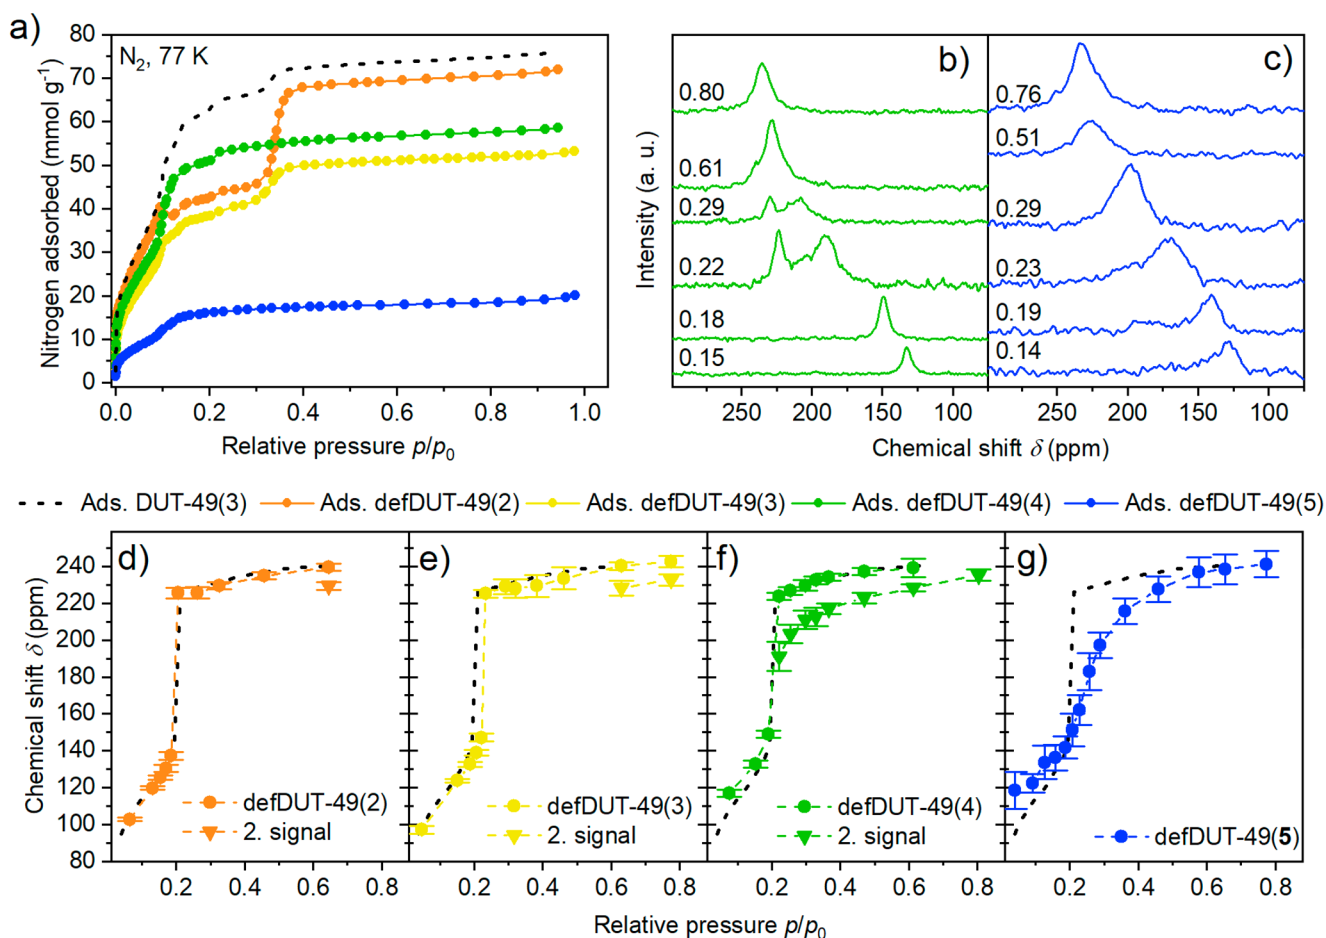 a)
N2, 77 K
Nitrogen adsorbed (mmol g-1)
80
70
60
50
40
30
20
10
0
0.0 0.2 0.4 0.6 0.8 1.0
Relative pressure p/p0
b)
Intensity (a. u.)
0.80
0.61
0.29
0.22
0.18
0.15
250 200 150 100
c)
0.76
0.51
0.29
0.23
0.19
0.14
250 200 150 100
Chemical shift δ (ppm)
Ads. DUT-49(3) Ads. defDUT-49(2) Ads. defDUT-49(3) Ads. defDUT-49(4) Ads. defDUT-49(5)
Chemical shift δ (ppm)
240
220
200
180
160
140
120
100
80
d)
defDUT-49(2)
2. signal
0.2 0.4 0.6 0.8
e)
defDUT-49(3)
2. signal
0.2 0.4 0.6 0.8
f)
defDUT-49(4)
2. signal
0.2 0.4 0.6 0.8
g)
defDUT-49(5)
0.2 0.4 0.6 0.8
Relative pressure p/p0